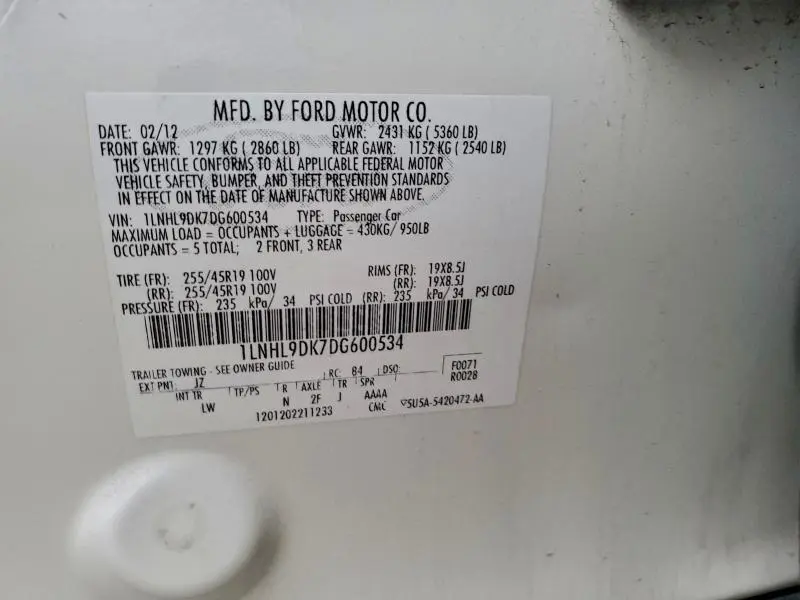 MFD. BY FORD MOTOR CO.
DATE: 02/12 GVWR: 2431 KG ( 5360 LB)
FRONT GAWR: 1297 KG ( 2860 LB) REAR GAWR: 1152 KG ( 2540 LB)
THIS VEHICLE CONFORMS TO ALL APPLICABLE FEDERAL MOTOR
VEHICLE SAFETY, BUMPER, AND THEFT PREVENTION STANDARDS
IN EFFECT ON THE DATE OF MANUFACTURE SHOWN ABOVE.
VIN: 1LNHL9DK7DG600534 TYPE: Passenger Car
MAXIMUM LOAD = OCCUPANTS + LUGGAGE = 430KG/ 950LB
OCCUPANTS = 5 TOTAL; 2 FRONT, 3 REAR
TIRE (FR): 255/45R19 100V RIMS (FR): 19X8.5J
(RR): 255/45R19 100V (RR): 19X8.5J
PRESSURE (FR): 235 kPa/ 34 PSI COLD (RR): 235 kPa/ 34 PSI COLD
1LNHL9DK7DG600534
TRAILER TOWING - SEE OWNER GUIDE
EXT PNT: JZ RC: 84 DSO: F0071
R0028
INT TR TP/PS R AXLE TR SPR
LW N 2F J AAAA
1201202211233 CMC 5U5A-5420472-AA